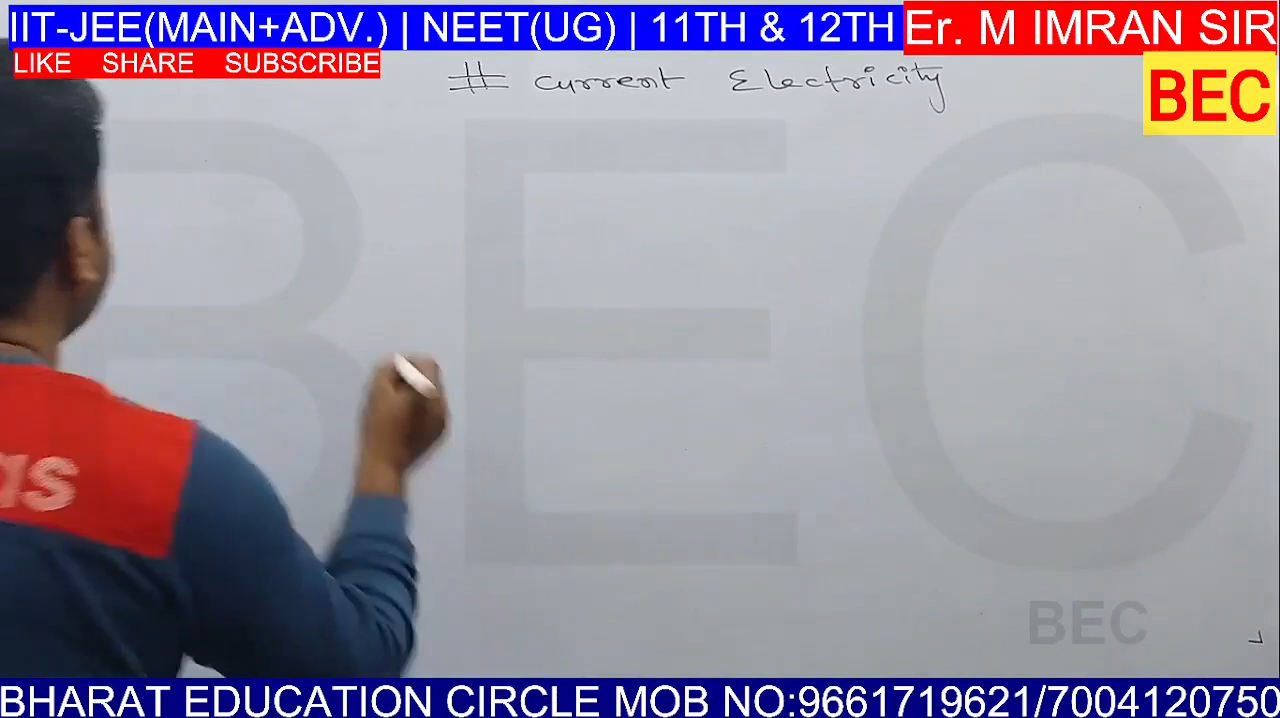 IIT-JEE(MAIN+ADV.) | NEET(UG) | 11TH & 12TH Er. M IMRAN SIR
LIKE SHARE SUBSCRIBE
# Current Electricity
BEC
BEC
as
BEC
BHARAT EDUCATION CIRCLE MOB NO:9661719621/7004120750